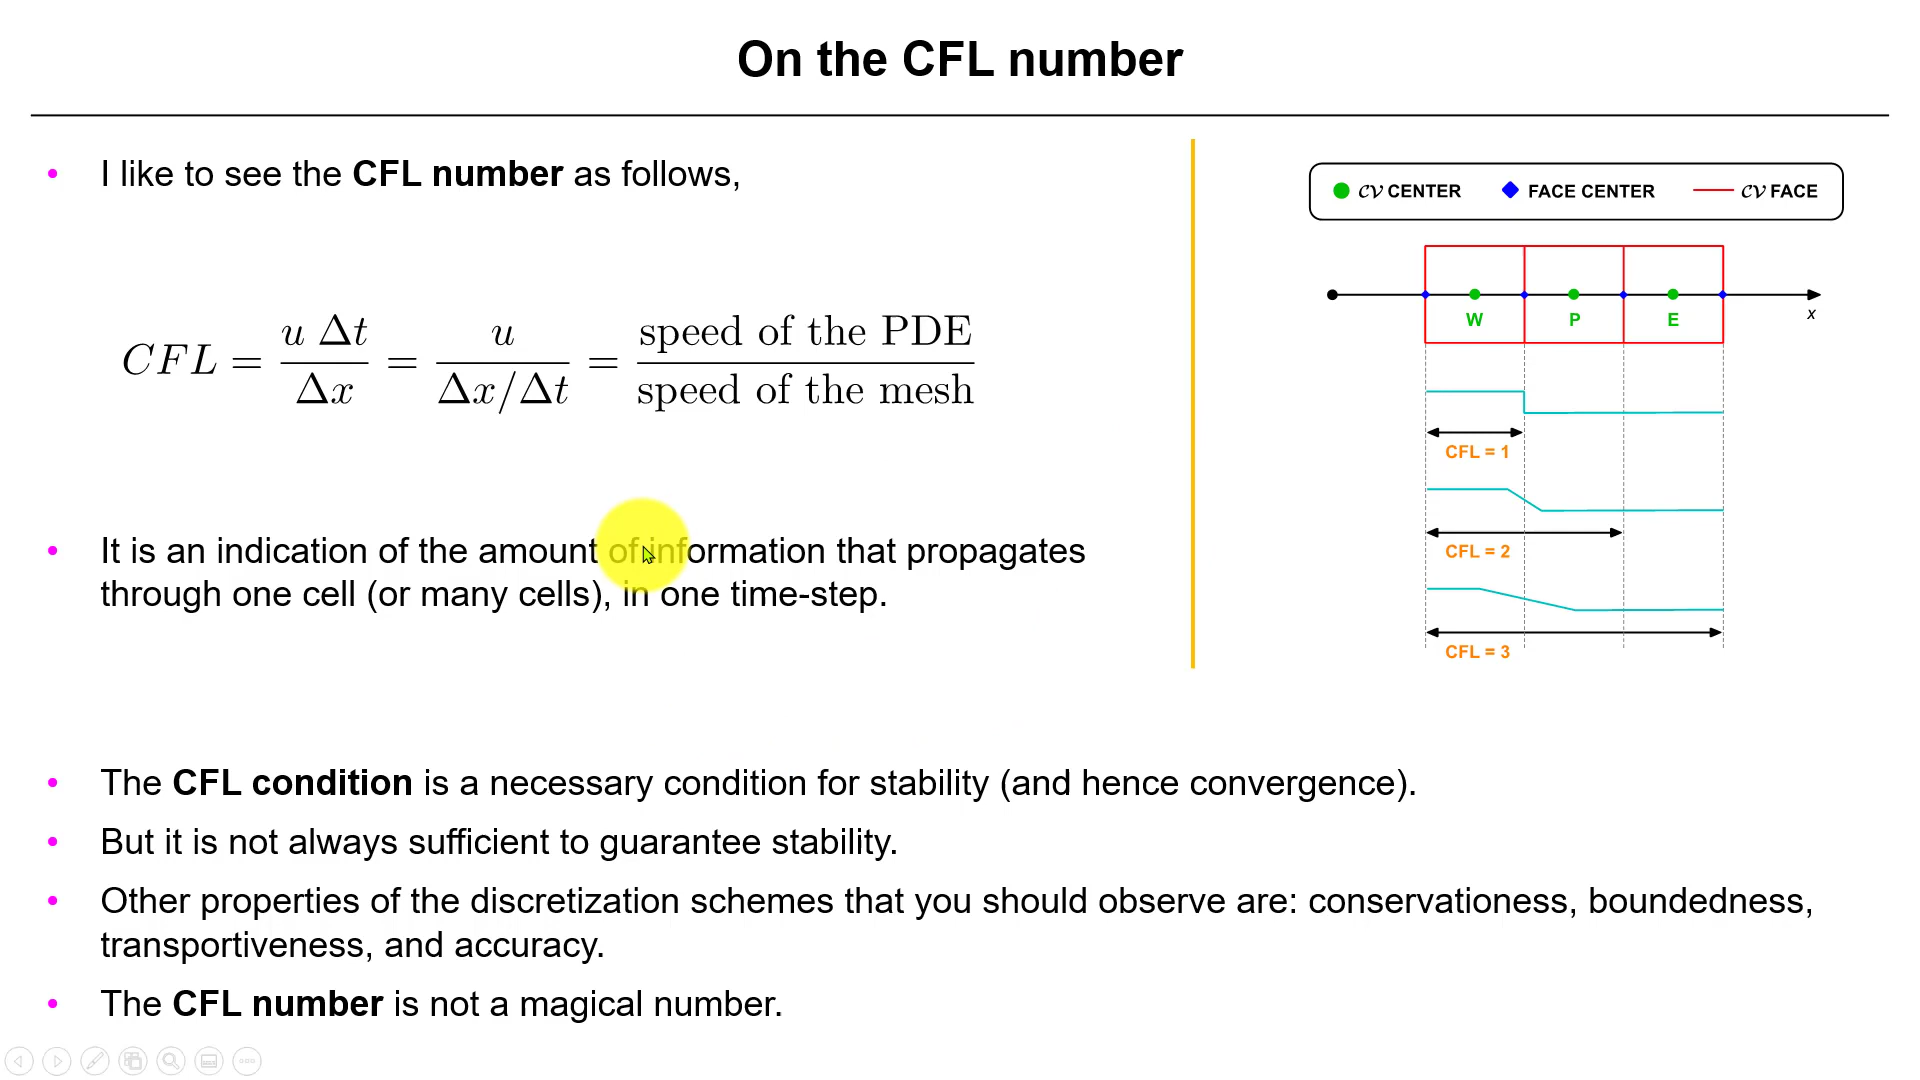 On the CFL number
• I like to see the CFL number as follows,
CFL = u Δt / Δx = u / Δx/Δt = speed of the PDE / speed of the mesh
• It is an indication of the amount of information that propagates
through one cell (or many cells), in one time-step.
CV CENTER FACE CENTER CV FACE
W P E
x
CFL = 1
CFL = 2
CFL = 3
• The CFL condition is a necessary condition for stability (and hence convergence).
• But it is not always sufficient to guarantee stability.
• Other properties of the discretization schemes that you should observe are: conservationess, boundedness,
transportiveness, and accuracy.
• The CFL number is not a magical number.